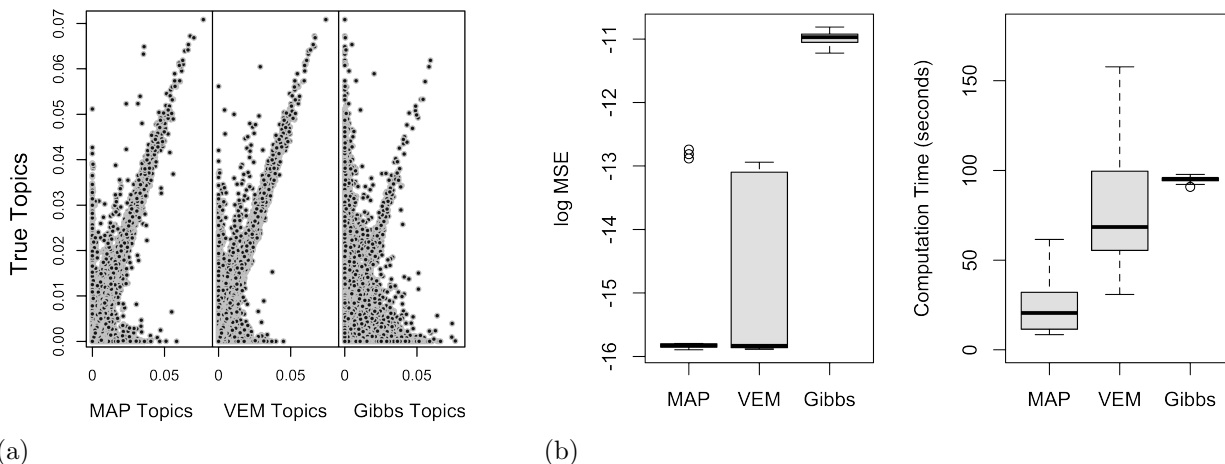 True Topics
0.00 0.01 0.02 0.03 0.04 0.05 0.06 0.07
0 0.05 0 0.05 0 0.05
MAP Topics VEM Topics Gibbs Topics
(a)
log MSE
-16 -15 -14 -13 -12 -11
MAP VEM Gibbs
Computation Time (seconds)
0 50 100 150
MAP VEM Gibbs
(b)